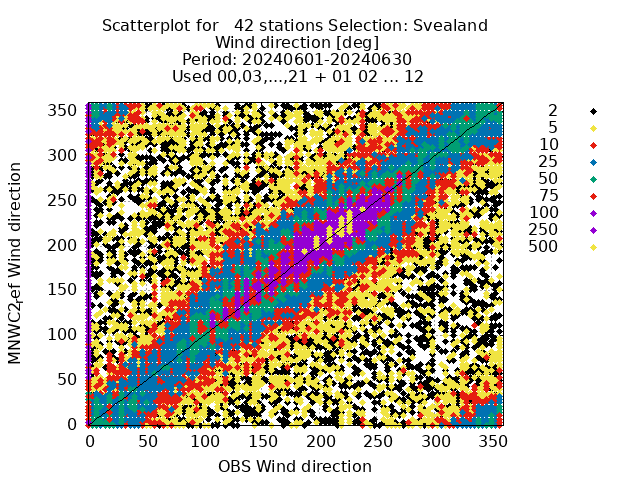 Scatterplot for   42 stations Selection: Svealand
Wind direction [deg]
Period: 20240601-20240630
Used 00,03,...,21 + 01 02 ... 12
MNWC2 ef Wind direction
350
300
250
200
150
100
50
0
0 50 100 150 200 250 300 350
OBS Wind direction
2
5
10
25
50
75
100
250
500